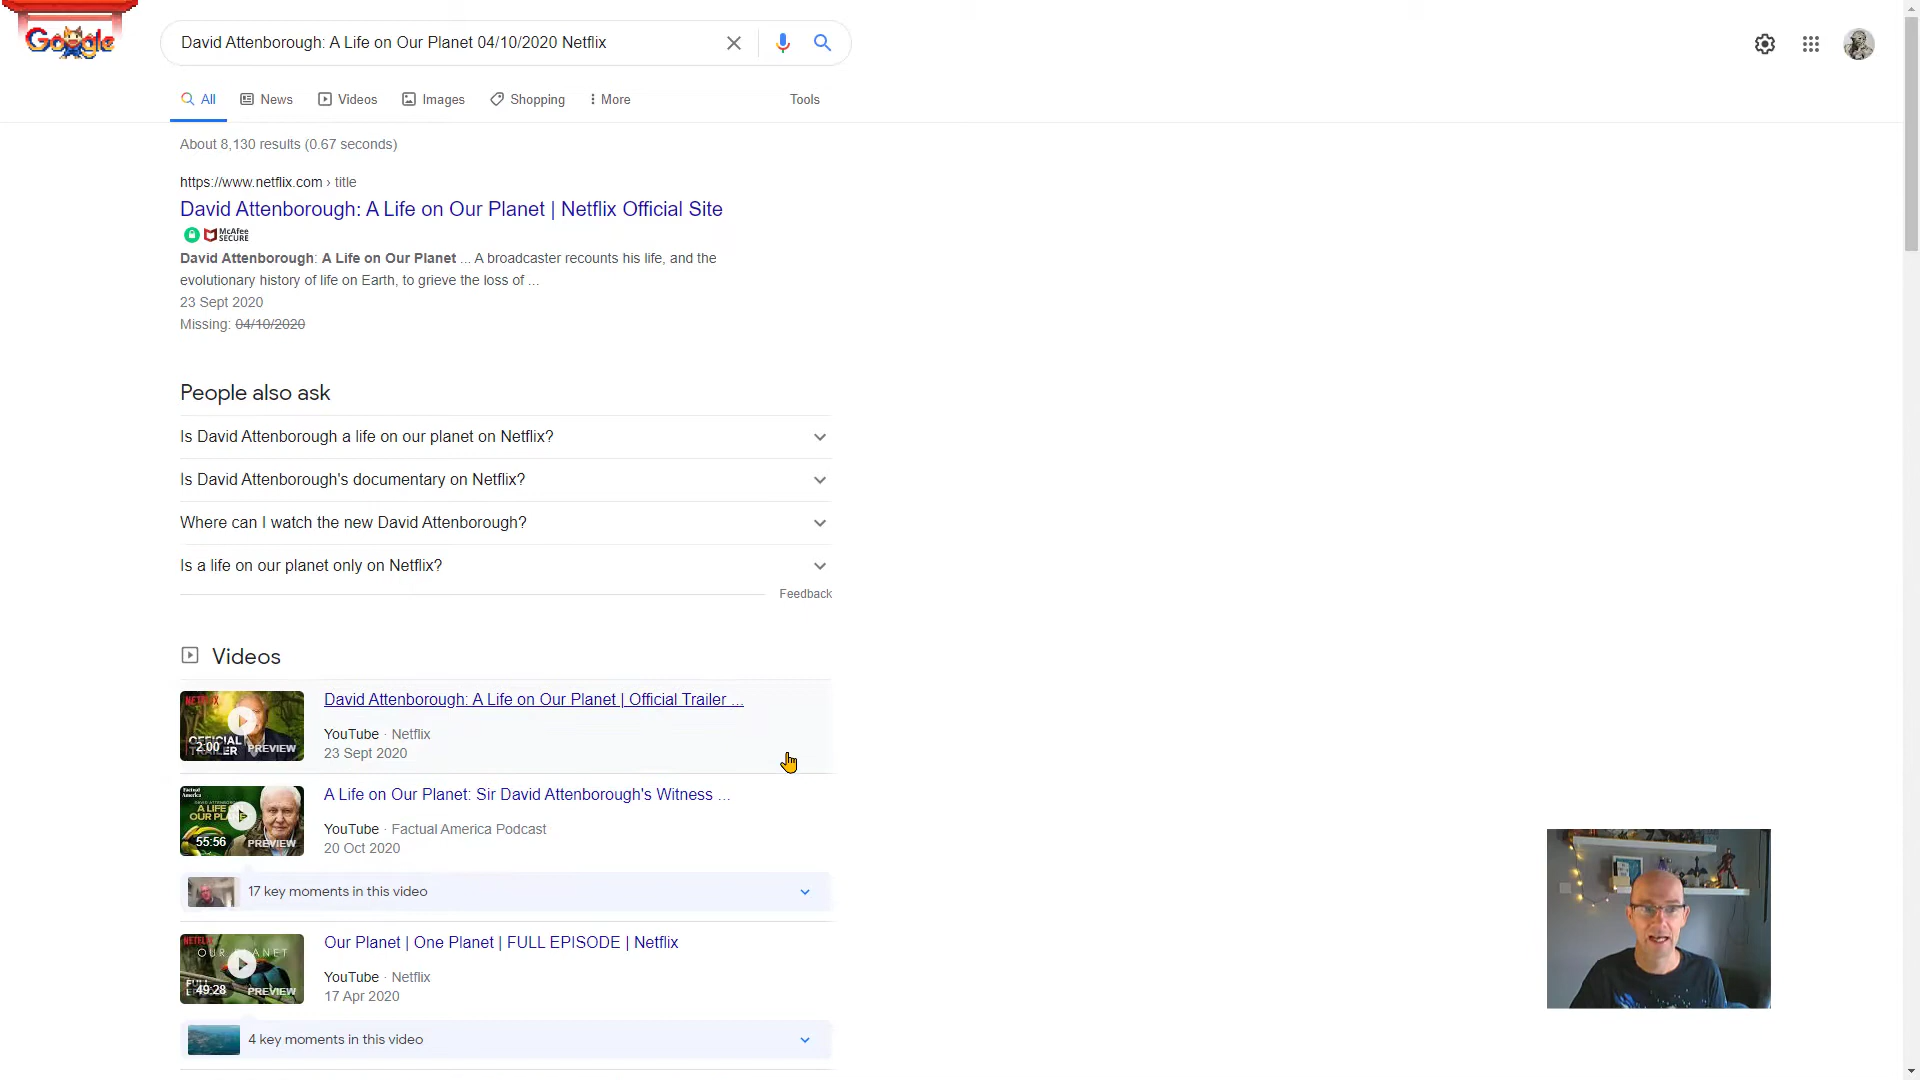 Google
David Attenborough: A Life on Our Planet 04/10/2020 Netflix
All
News
Videos
Images
Shopping
More
Tools
About 8,130 results (0.67 seconds)
https://www.netflix.com › title
David Attenborough: A Life on Our Planet | Netflix Official Site
McAfee
SECURE
David Attenborough: A Life on Our Planet ... A broadcaster recounts his life, and the
evolutionary history of life on Earth, to grieve the loss of ...
23 Sept 2020
Missing: 04/10/2020
People also ask
Is David Attenborough a life on our planet on Netflix?
Is David Attenborough's documentary on Netflix?
Where can I watch the new David Attenborough?
Is a life on our planet only on Netflix?
Feedback
Videos
NETFLIX
OFFICIAL
TRAILER
2:00
PREVIEW
David Attenborough: A Life on Our Planet | Official Trailer ...
YouTube · Netflix
23 Sept 2020
Factual
America
A LIFE
OUR
55:56
PREVIEW
A Life on Our Planet: Sir David Attenborough's Witness ...
YouTube · Factual America Podcast
20 Oct 2020
17 key moments in this video
NETFLIX
49:28
PREVIEW
Our Planet | One Planet | FULL EPISODE | Netflix
YouTube · Netflix
17 Apr 2020
4 key moments in this video